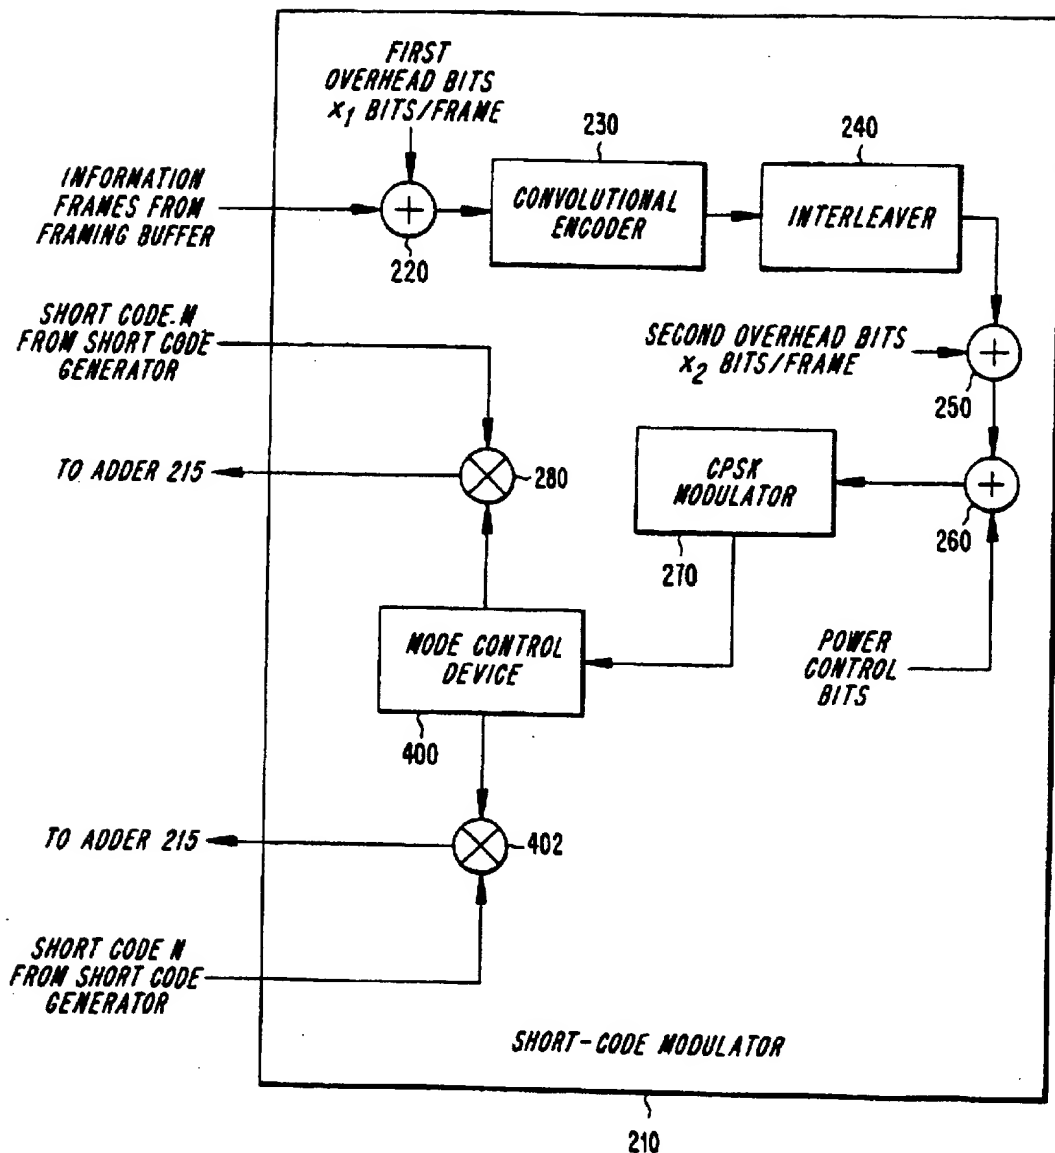 FIRST
OVERHEAD BITS
x1 BITS/FRAME
230
240
INFORMATION
FRAMES FROM
FRAMING BUFFER
+
220
CONVOLUTIONAL
ENCODER
INTERLEAVER
SHORT CODE M
FROM SHORT CODE
GENERATOR
SECOND OVERHEAD BITS
x2 BITS/FRAME
+
250
TO ADDER 215
280
CPSK
MODULATOR
270
+
260
MODE CONTROL
DEVICE
400
POWER
CONTROL
BITS
TO ADDER 215
402
SHORT CODE N
FROM SHORT CODE
GENERATOR
SHORT-CODE MODULATOR
210